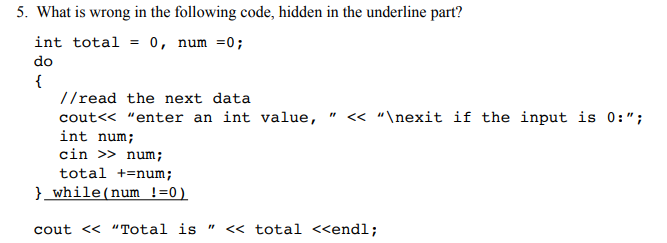 5. What is wrong in the following code, hidden in the underline part?
int total = 0, num =0;
do
{
//read the next data
cout<< “enter an int value, ” << “\nexit if the input is 0:”;
int num;
cin >> num;
total +=num;
} while(num !=0)
cout << “Total is ” << total <<endl;